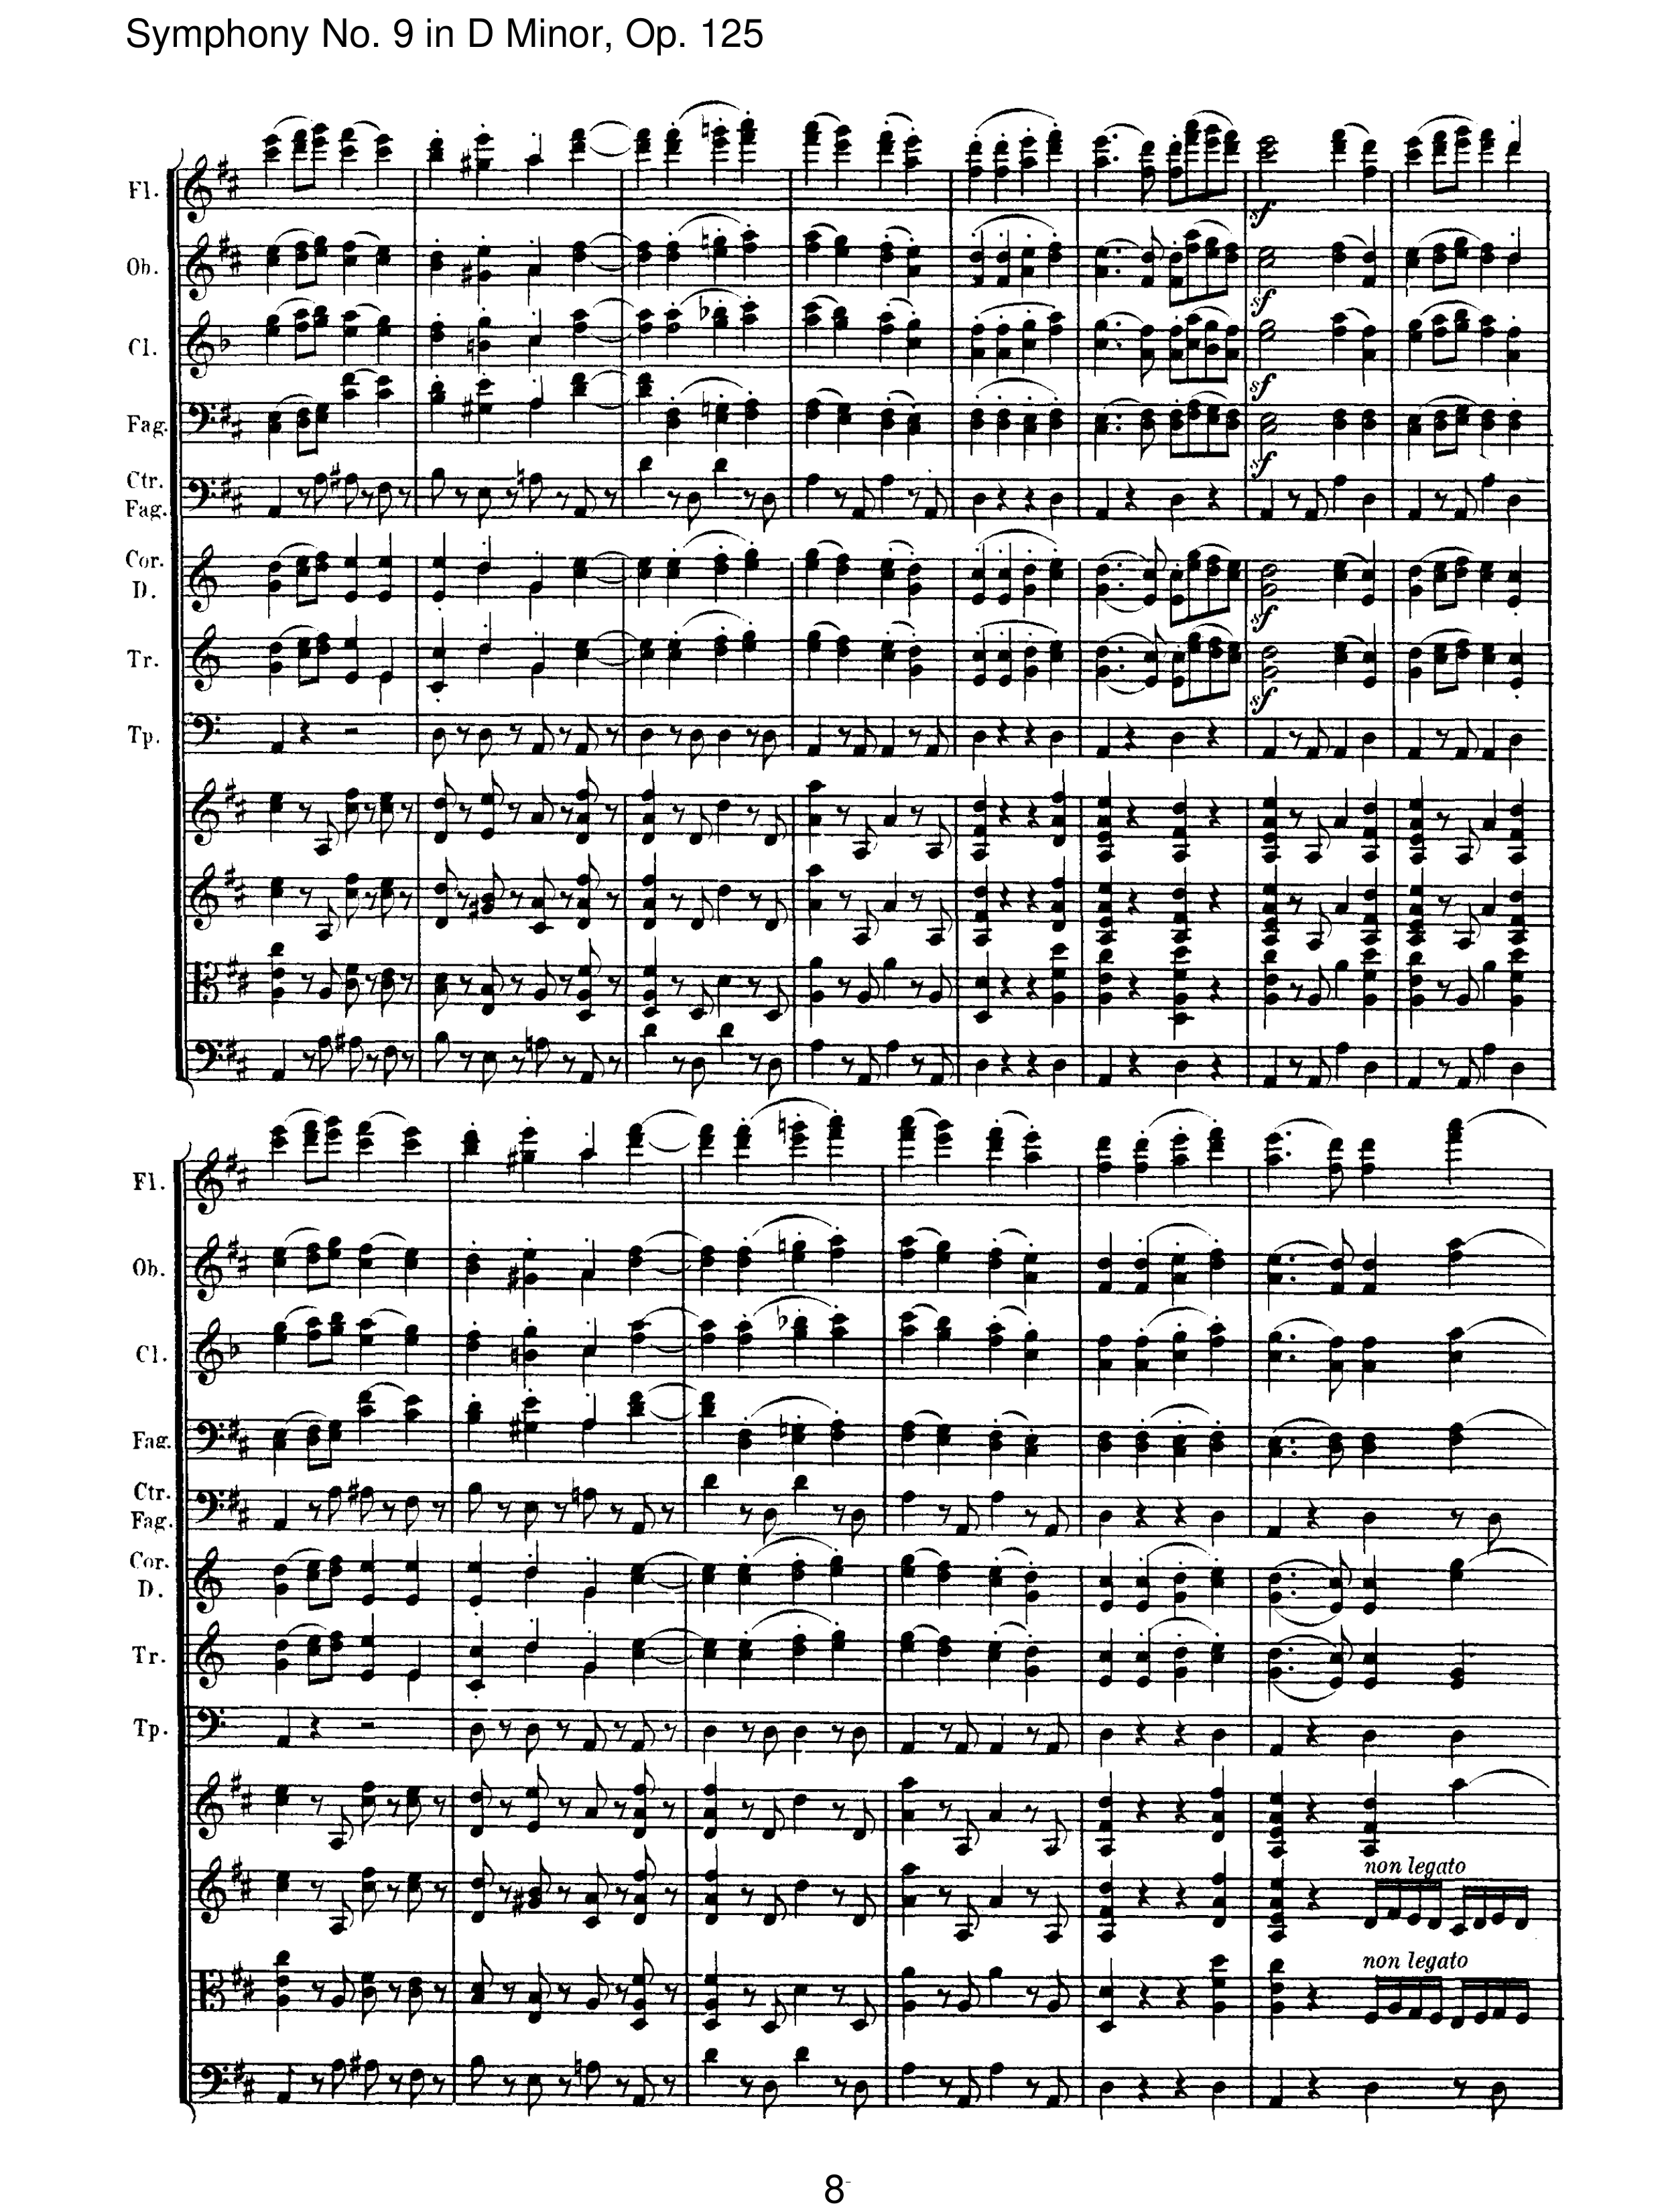 Symphony No. 9 in D Minor, Op. 125
Fl.
Ob.
sf
Cl.
sf
Fag.
sf
Ctr.
Fag.
sf
Cor.
D.
Tr.
sf
Tp.
sf
Fl.
Ob.
Cl.
Fag.
Ctr.
Fag.
Cor.
D.
Tr.
Tp.
non legato
non legato
8